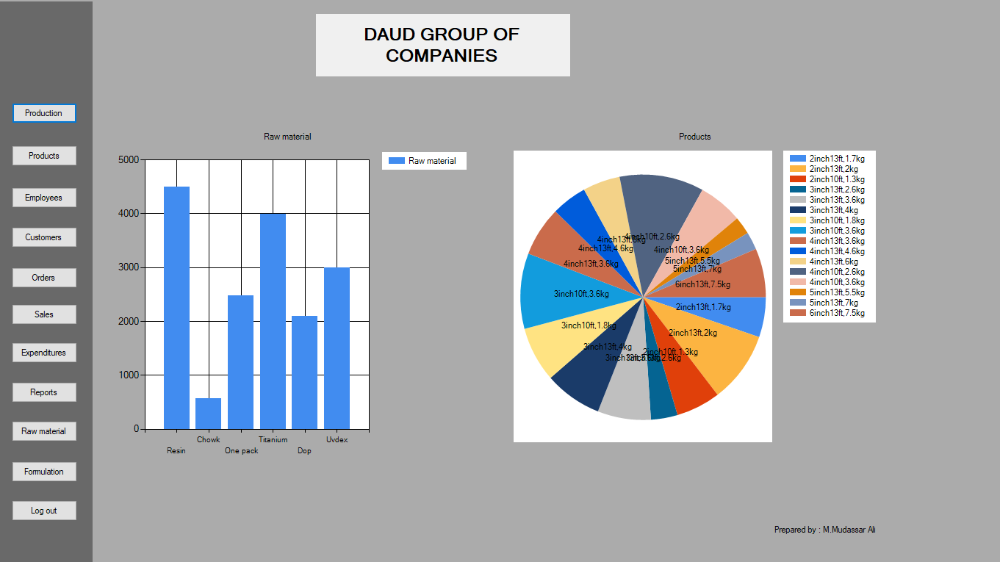 DAUD GROUP OF
COMPANIES
Production
Products
Employees
Customers
Orders
Sales
Expenditures
Reports
Raw material
Formulation
Log out
Raw material
5000
4000
3000
2000
1000
0
Resin
Chowk
One pack
Titanium
Dop
Uvdex
Raw material
Products
4inch10ft,2.6kg
4inch13ft,6kg
4inch13ft,4.6kg
4inch10ft,3.6kg
5inch13ft,5.5kg
4inch13ft,3.6kg
5inch13ft,7kg
6inch13ft,7.5kg
3inch10ft,3.6kg
2inch13ft,1.7kg
3inch10ft,1.8kg
2inch13ft,2kg
3inch13ft,4kg
2inch10ft,1.3kg
3inch13ft,3.6kg
3inch13ft,2.6kg
2inch13ft,1.7kg
2inch13ft,2kg
2inch10ft,1.3kg
3inch13ft,2.6kg
3inch13ft,3.6kg
3inch13ft,4kg
3inch10ft,1.8kg
3inch10ft,3.6kg
4inch13ft,3.6kg
4inch13ft,4.6kg
4inch13ft,6kg
4inch10ft,2.6kg
4inch10ft,3.6kg
5inch13ft,5.5kg
5inch13ft,7kg
6inch13ft,7.5kg
Prepared by : M.Mudassar Ali